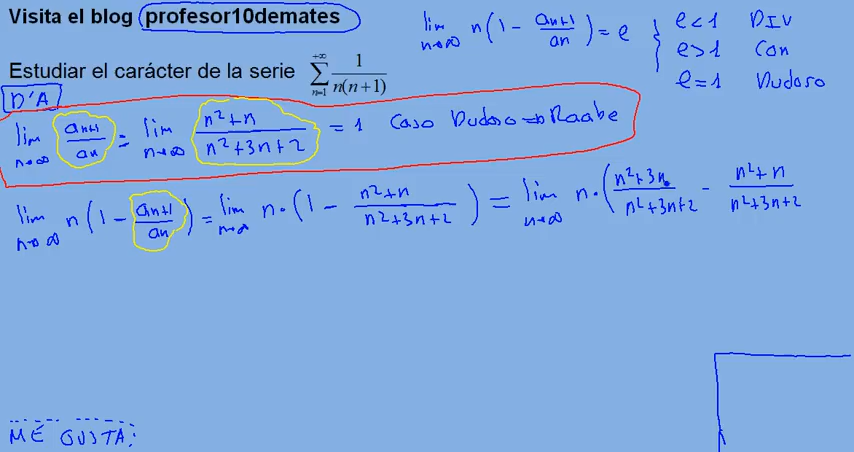 Visita el blog profesor10demates
lim n→∞ n(1 - an+1/an) = e { e<1 DIV
e>1 Con
e=1 Dudoso
Estudiar el carácter de la serie +∞ ∑ n=1 1/n(n+1)
D'A
lim n→∞ an+1/an = lim n→∞ n²+n/n²+3n+2 = 1 Caso Dudoso ⇒ Raabe
lim n→∞ n(1 - an+1/an) = lim n→∞ n·(1 - n²+n/n²+3n+2) = lim n→∞ n·(n²+3n/n²+3n+2 - n²+n/n²+3n+2
ME GUSTA: